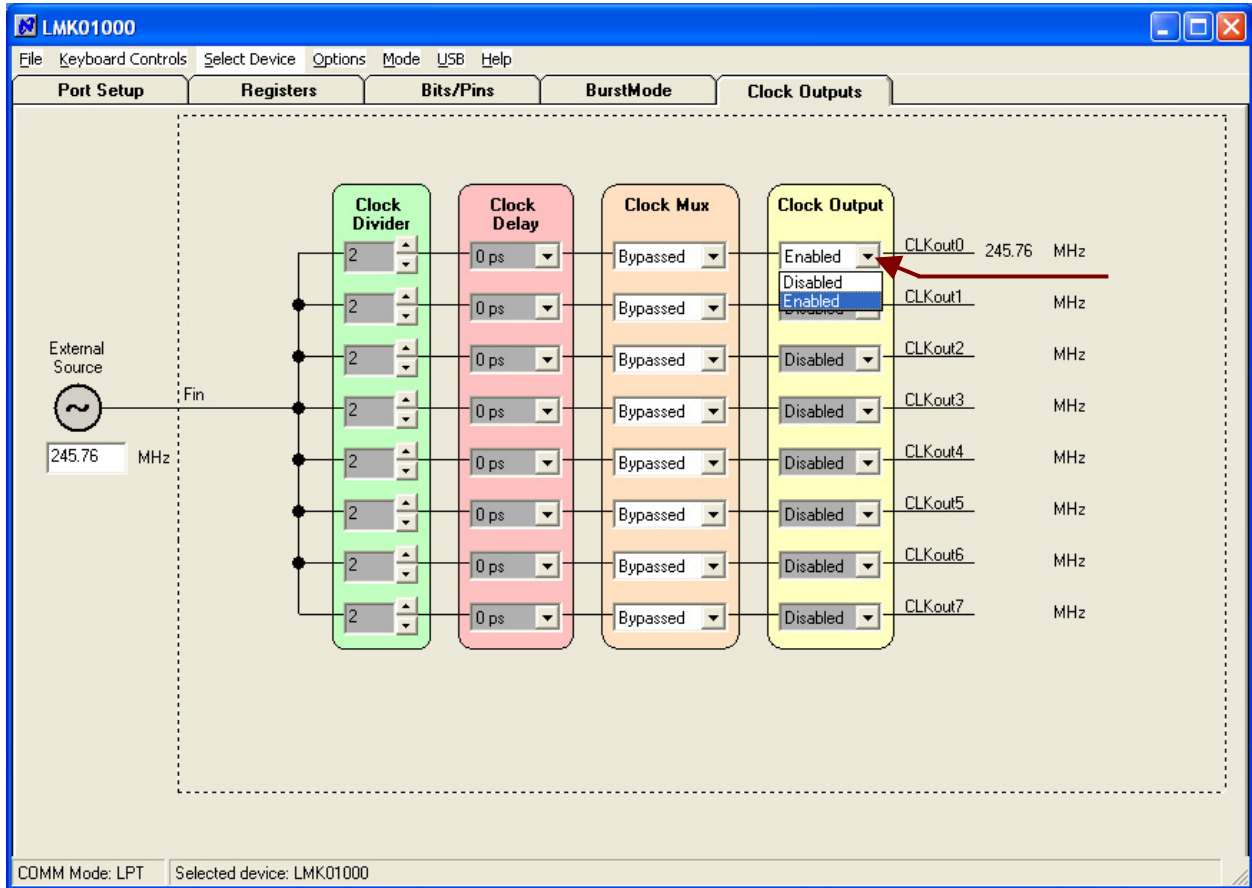 LMK01000
File Keyboard Controls Select Device Options Mode USB Help
Port Setup Registers Bits/Pins BurstMode Clock Outputs
Clock Divider Clock Delay Clock Mux Clock Output
2 0 ps Bypassed Enabled CLKout0 245.76 MHz
Disabled
Enabled
2 0 ps Bypassed Disabled CLKout1 MHz
2 0 ps Bypassed Disabled CLKout2 MHz
External Source
Fin
2 0 ps Bypassed Disabled CLKout3 MHz
245.76 MHz
2 0 ps Bypassed Disabled CLKout4 MHz
2 0 ps Bypassed Disabled CLKout5 MHz
2 0 ps Bypassed Disabled CLKout6 MHz
2 0 ps Bypassed Disabled CLKout7 MHz
COMM Mode: LPT Selected device: LMK01000